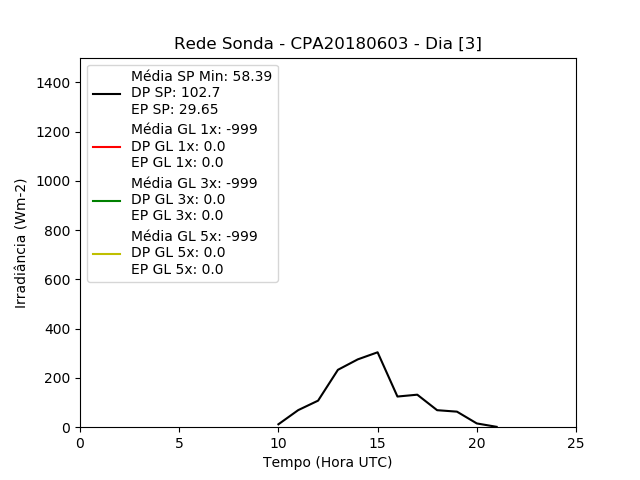 Rede Sonda - CPA20180603 - Dia [3]
Média SP Min: 58.39
DP SP: 102.7
EP SP: 29.65
Média GL 1x: -999
DP GL 1x: 0.0
EP GL 1x: 0.0
Média GL 3x: -999
DP GL 3x: 0.0
EP GL 3x: 0.0
Média GL 5x: -999
DP GL 5x: 0.0
EP GL 5x: 0.0
Irradiância (Wm-2)
1400
1200
1000
800
600
400
200
0
0 5 10 15 20 25
Tempo (Hora UTC)